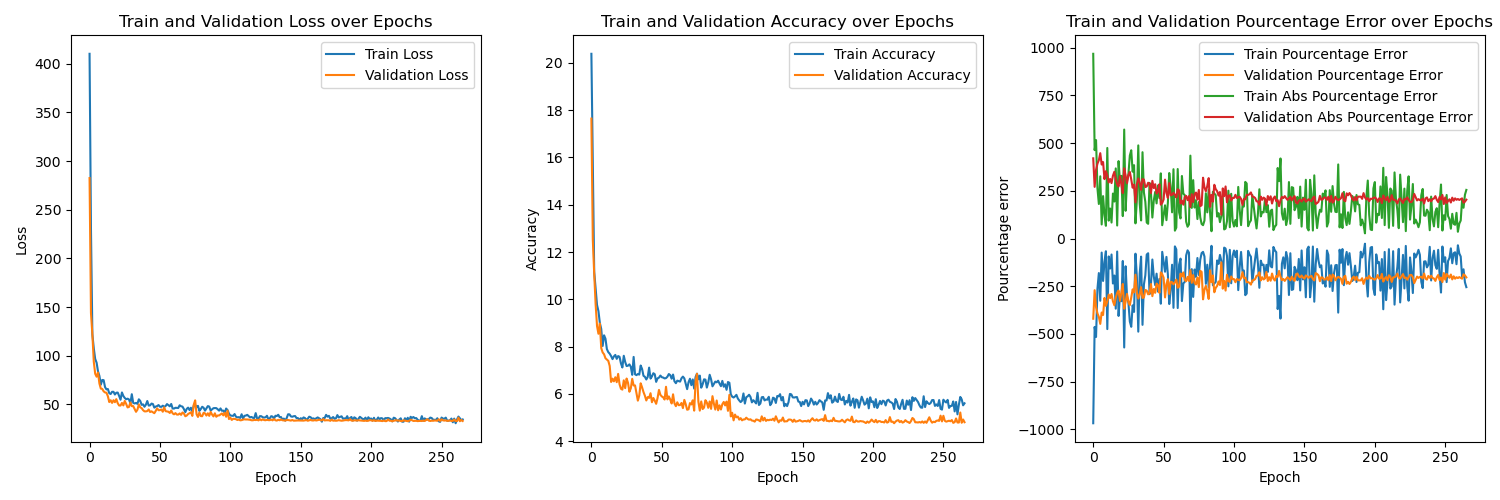 Train and Validation Loss over Epochs
Train Loss
Validation Loss
400
350
300
250
200
150
100
50
Loss
0
50
100
150
200
250
Epoch
Train and Validation Accuracy over Epochs
Train Accuracy
Validation Accuracy
20
18
16
14
12
10
8
6
4
Accuracy
0
50
100
150
200
250
Epoch
Train and Validation Pourcentage Error over Epochs
Train Pourcentage Error
Validation Pourcentage Error
Train Abs Pourcentage Error
Validation Abs Pourcentage Error
1000
750
500
250
0
−250
−500
−750
−1000
Pourcentage error
0
50
100
150
200
250
Epoch